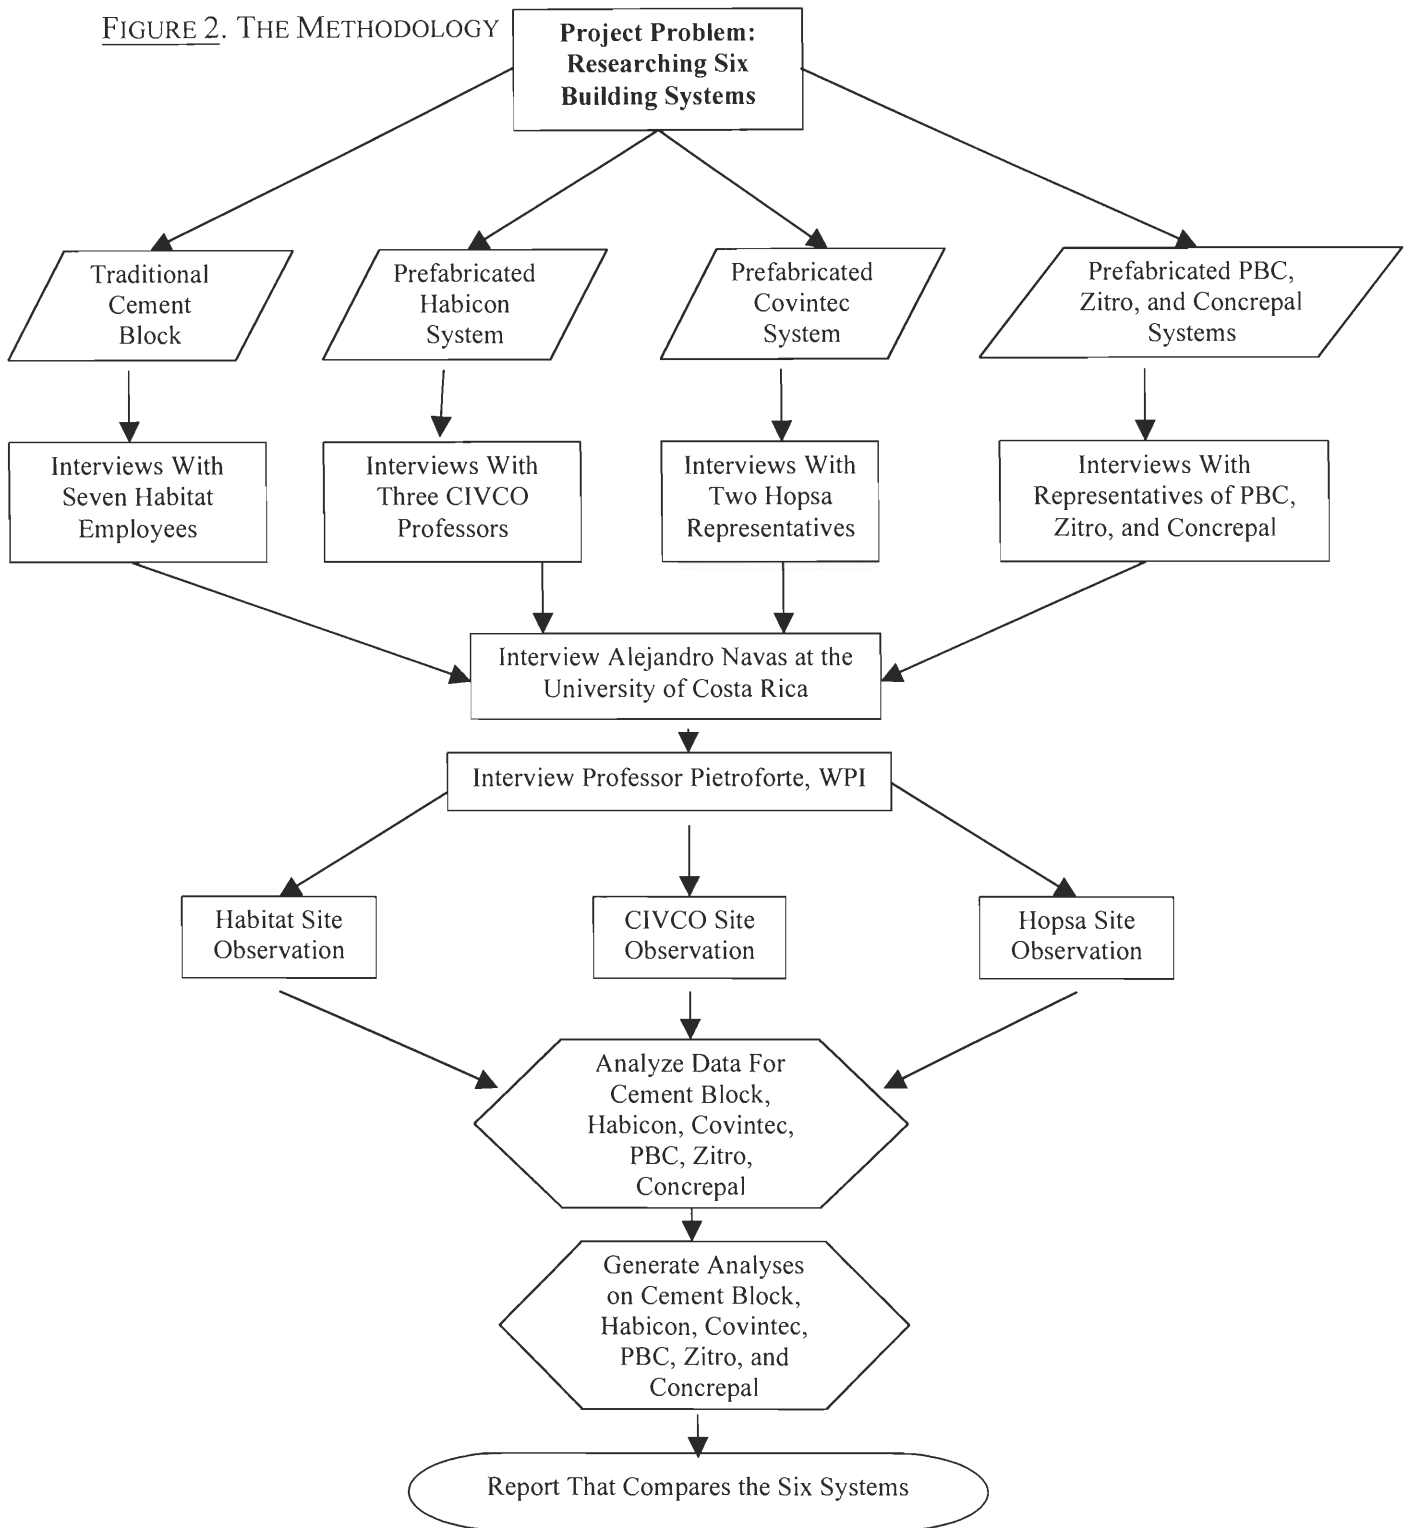 FIGURE 2. THE METHODOLOGY
Project Problem:
Researching Six
Building Systems
Traditional
Cement
Block
Prefabricated
Habicon
System
Prefabricated
Covintec
System
Prefabricated PBC,
Zitro, and Concrepal
Systems
Interviews With
Seven Habitat
Employees
Interviews With
Three CIVCO
Professors
Interviews With
Two Hopsa
Representatives
Interviews With
Representatives of PBC,
Zitro, and Concrepal
Interview Alejandro Navas at the
University of Costa Rica
Interview Professor Pietroforte, WPI
Habitat Site
Observation
CIVCO Site
Observation
Hopsa Site
Observation
Analyze Data For
Cement Block,
Habicon, Covintec,
PBC, Zitro,
Concrepal
Generate Analyses
on Cement Block,
Habicon, Covintec,
PBC, Zitro, and
Concrepal
Report That Compares the Six Systems